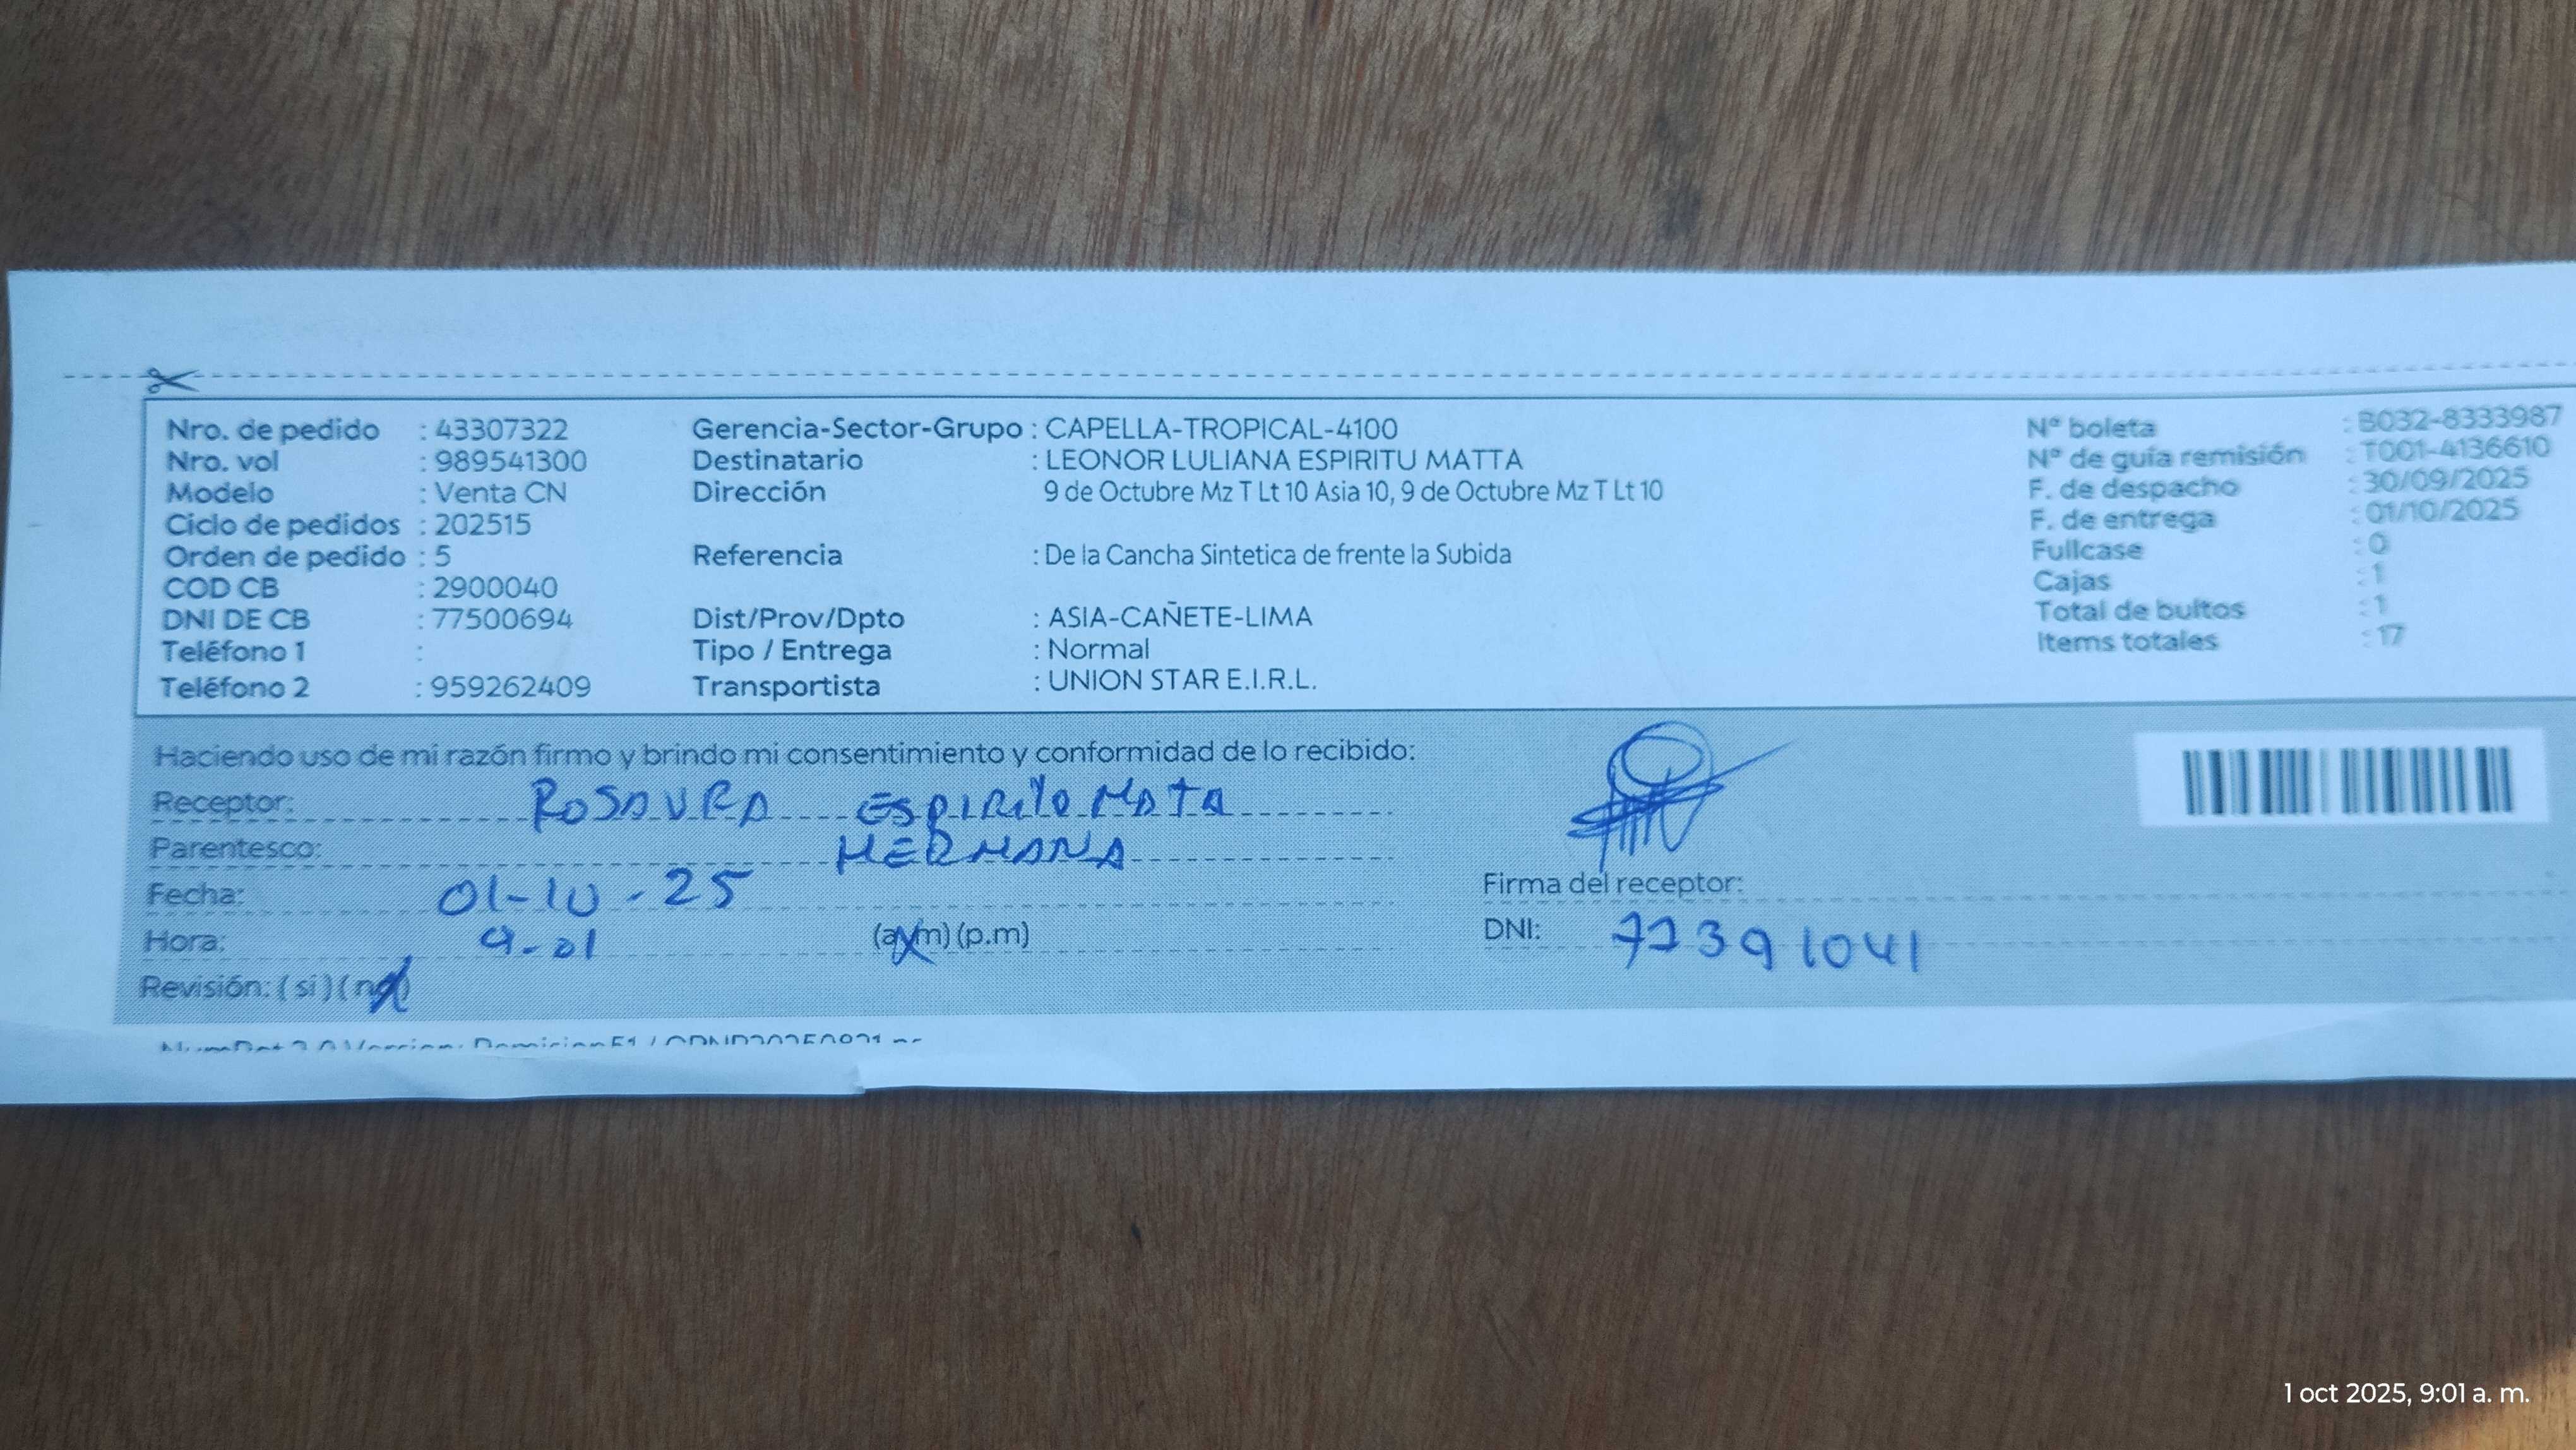 Nro. de pedido : 43307322
Nro. vol : 989541300
Modelo : Venta CN
Ciclo de pedidos : 202515
Orden de pedido : 5
COD CB : 2900040
DNI DE CB : 77500694
Teléfono 1 :
Teléfono 2 : 959262409
Gerencia-Sector-Grupo : CAPELLA-TROPICAL-4100
Destinatario : LEONOR LULIANA ESPIRITU MATTA
Dirección 9 de Octubre Mz T Lt 10 Asia 10, 9 de Octubre Mz T Lt 10
Referencia : De la Cancha Sintetica de frente la Subida
Dist/Prov/Dpto : ASIA-CAÑETE-LIMA
Tipo / Entrega : Normal
Transportista : UNION STAR E.I.R.L.
N° boleta : B032-8333987
N° de guía remisión : T001-4136610
F. de despacho : 30/09/2025
F. de entrega : 01/10/2025
Fullcase : 0
Cajas : 1
Total de bultos : 1
Items totales : 17
Haciendo uso de mi razón firmo y brindo mi consentimiento y conformidad de lo recibido:
Receptor: ROSAURA ESPIRITO MATA
Parentesco: HERMANA
Fecha: 01-10-25
Hora: 9-01 (a.m) (p.m)
Revisión: (si) (no)
Firma del receptor:
DNI: 77391041
1 oct 2025, 9:01 a. m.